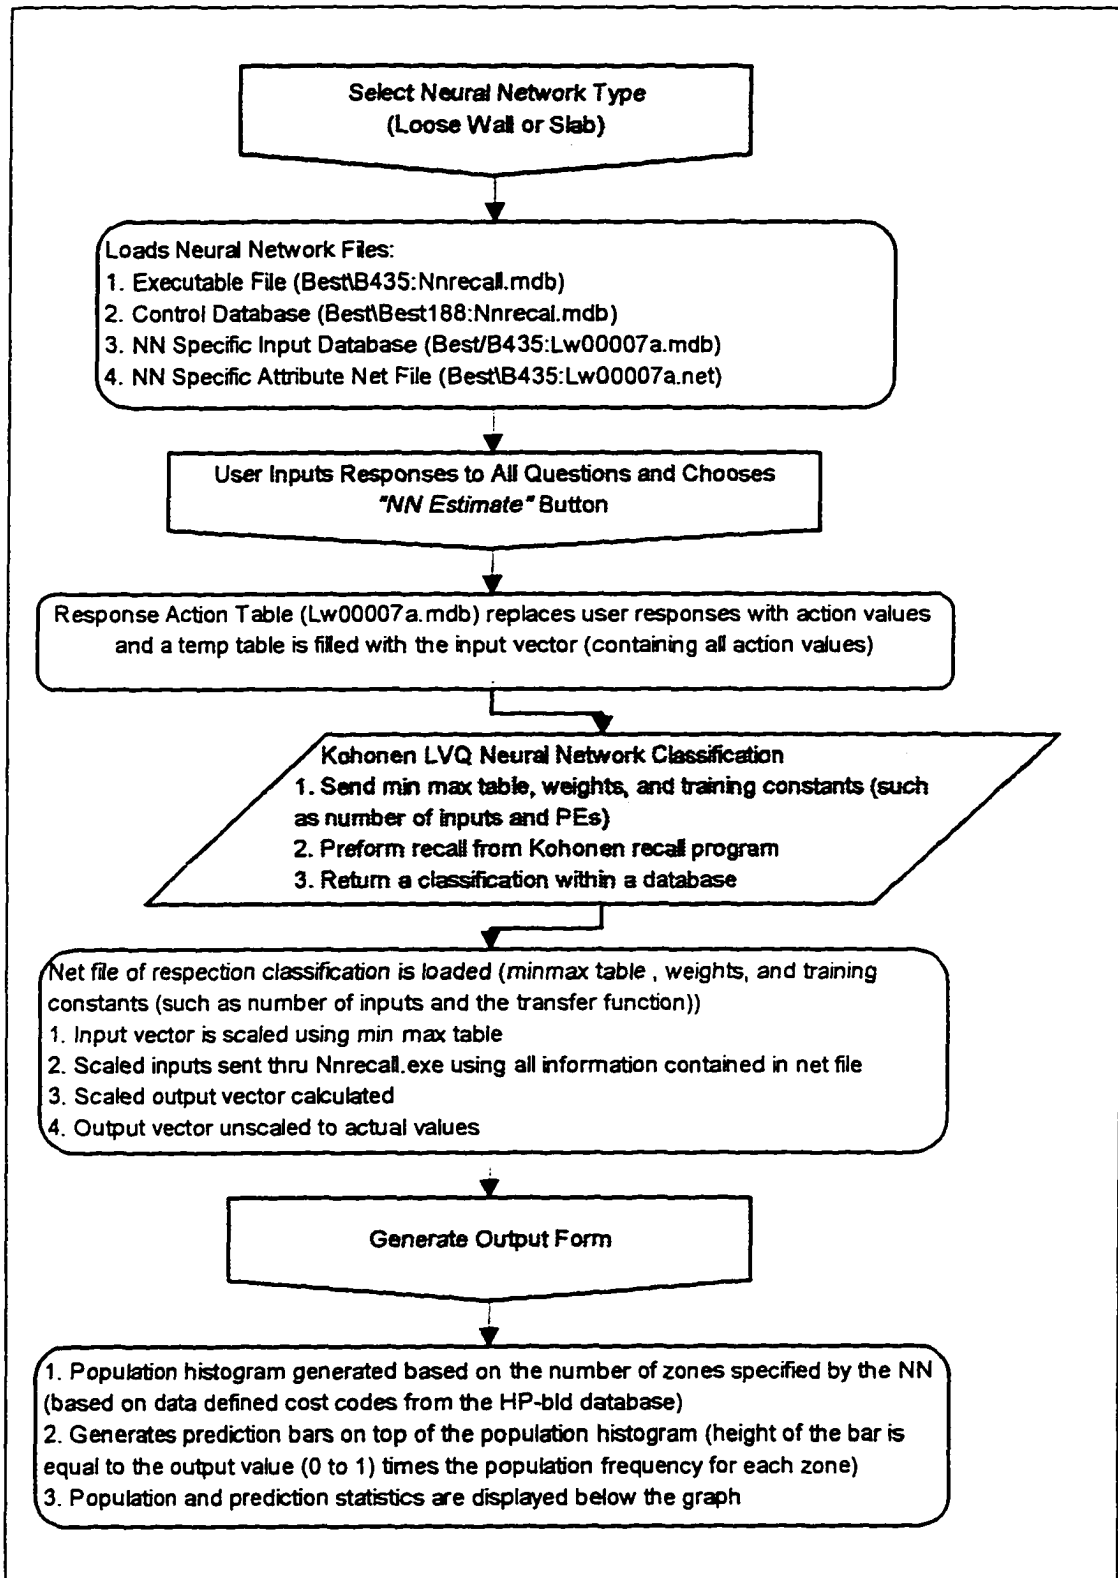 Select Neural Network Type
(Loose Wall or Slab)
Loads Neural Network Files:
1. Executable File (Best\B435:Nnrecall.mdb)
2. Control Database (Best\Best188:Nnrecal.mdb)
3. NN Specific Input Database (Best/B435:Lw00007a.mdb)
4. NN Specific Attribute Net File (Best\B435:Lw00007a.net)
User Inputs Responses to All Questions and Chooses
"NN Estimate" Button
Response Action Table (Lw00007a.mdb) replaces user responses with action values
and a temp table is filled with the input vector (containing all action values)
Kohonen LVQ Neural Network Classification
1. Send min max table, weights, and training constants (such
as number of inputs and PEs)
2. Preform recall from Kohonen recall program
3. Return a classification within a database
Net file of respection classification is loaded (minmax table , weights, and training
constants (such as number of inputs and the transfer function))
1. Input vector is scaled using min max table
2. Scaled inputs sent thru Nnrecall.exe using all information contained in net file
3. Scaled output vector calculated
4. Output vector unscaled to actual values
Generate Output Form
1. Population histogram generated based on the number of zones specified by the NN
(based on data defined cost codes from the HP-bld database)
2. Generates prediction bars on top of the population histogram (height of the bar is
equal to the output value (0 to 1) times the population frequency for each zone)
3. Population and prediction statistics are displayed below the graph